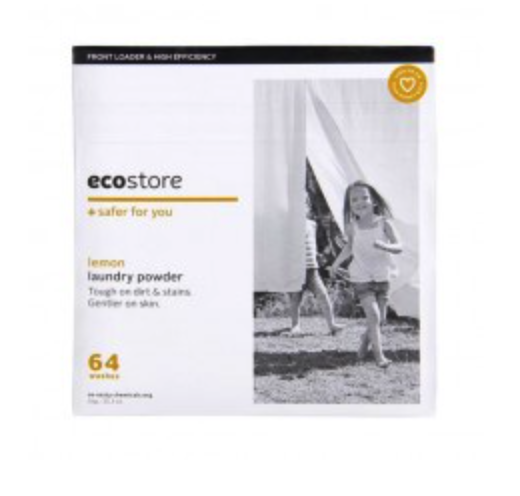 FRONT LOADER & HIGH EFFICIENCY
ecostore
+ safer for you
lemon
laundry powder
Tough on dirt & stains.
Gentler on skin.
64
washes